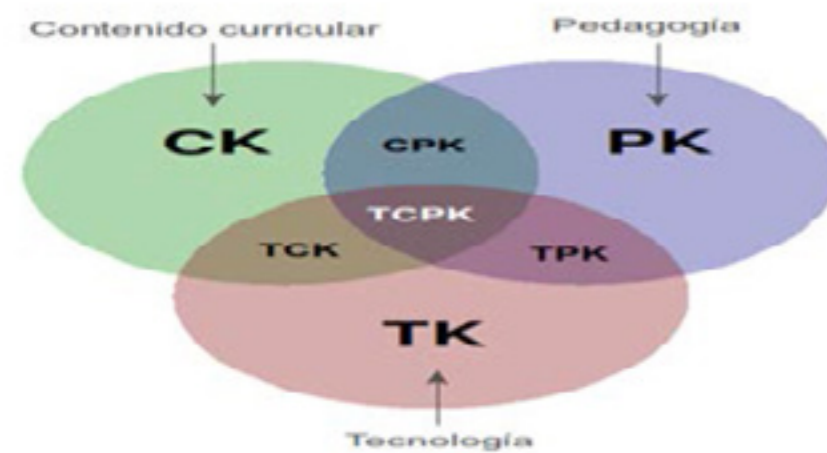 Contenido curricular
Pedagogía
CK
CPK
PK
TCPK
TCK
TPK
TK
Tecnología